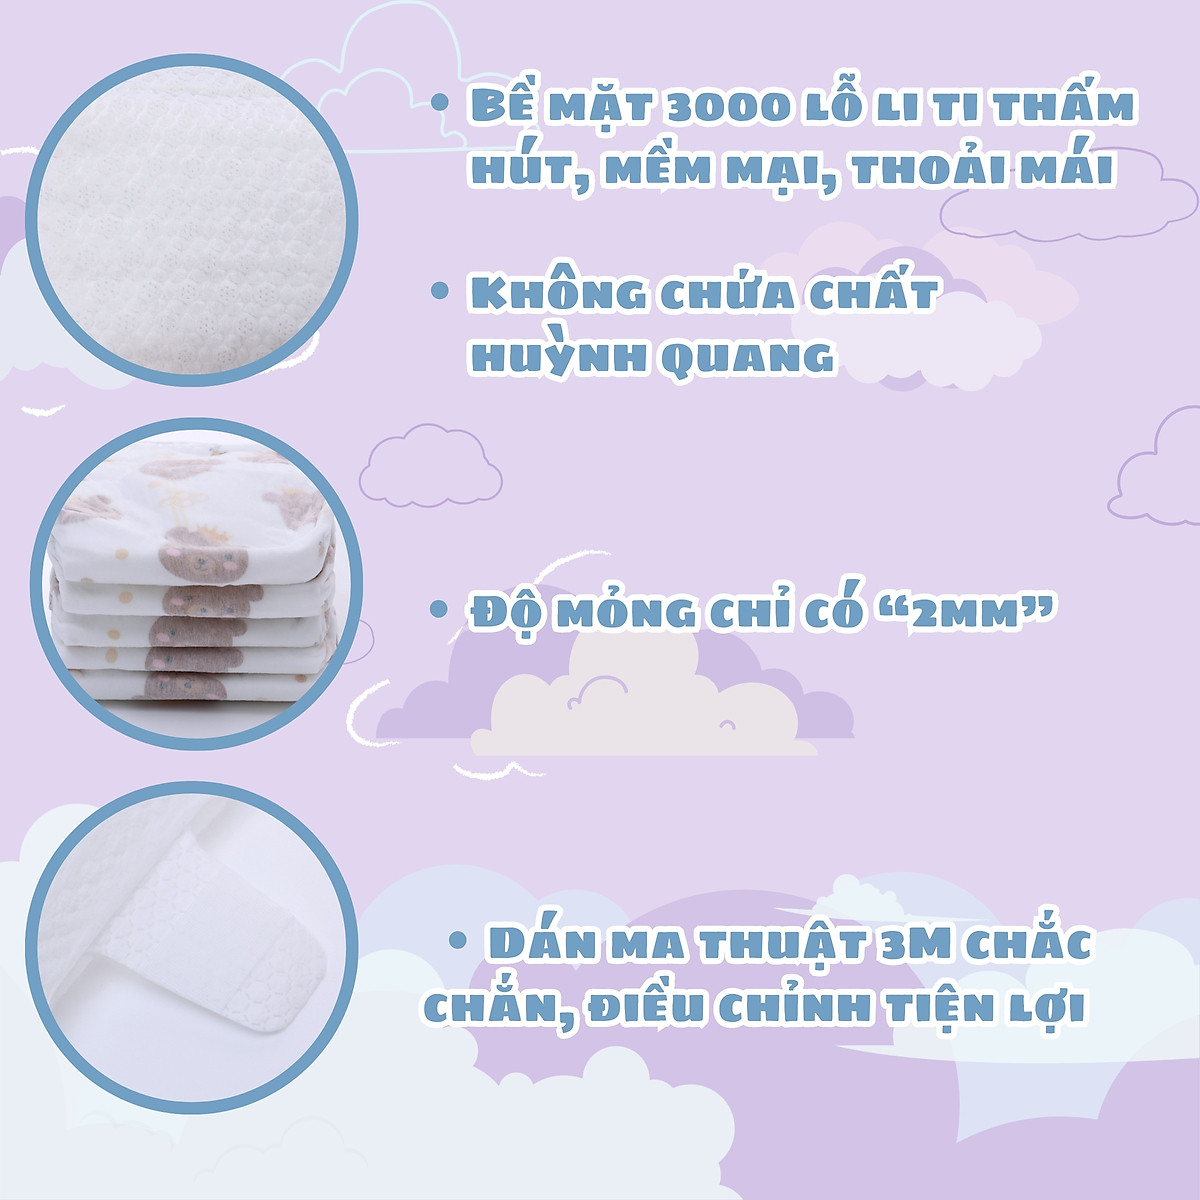 • Bề mặt 3000 lỗ li ti thấm
hút, mềm mại, thoải mái
• Không chứa chất
huỳnh quang
• Độ mỏng chỉ có “2mm”
• Dán ma thuật 3M chắc
chắn, điều chỉnh tiện lợi